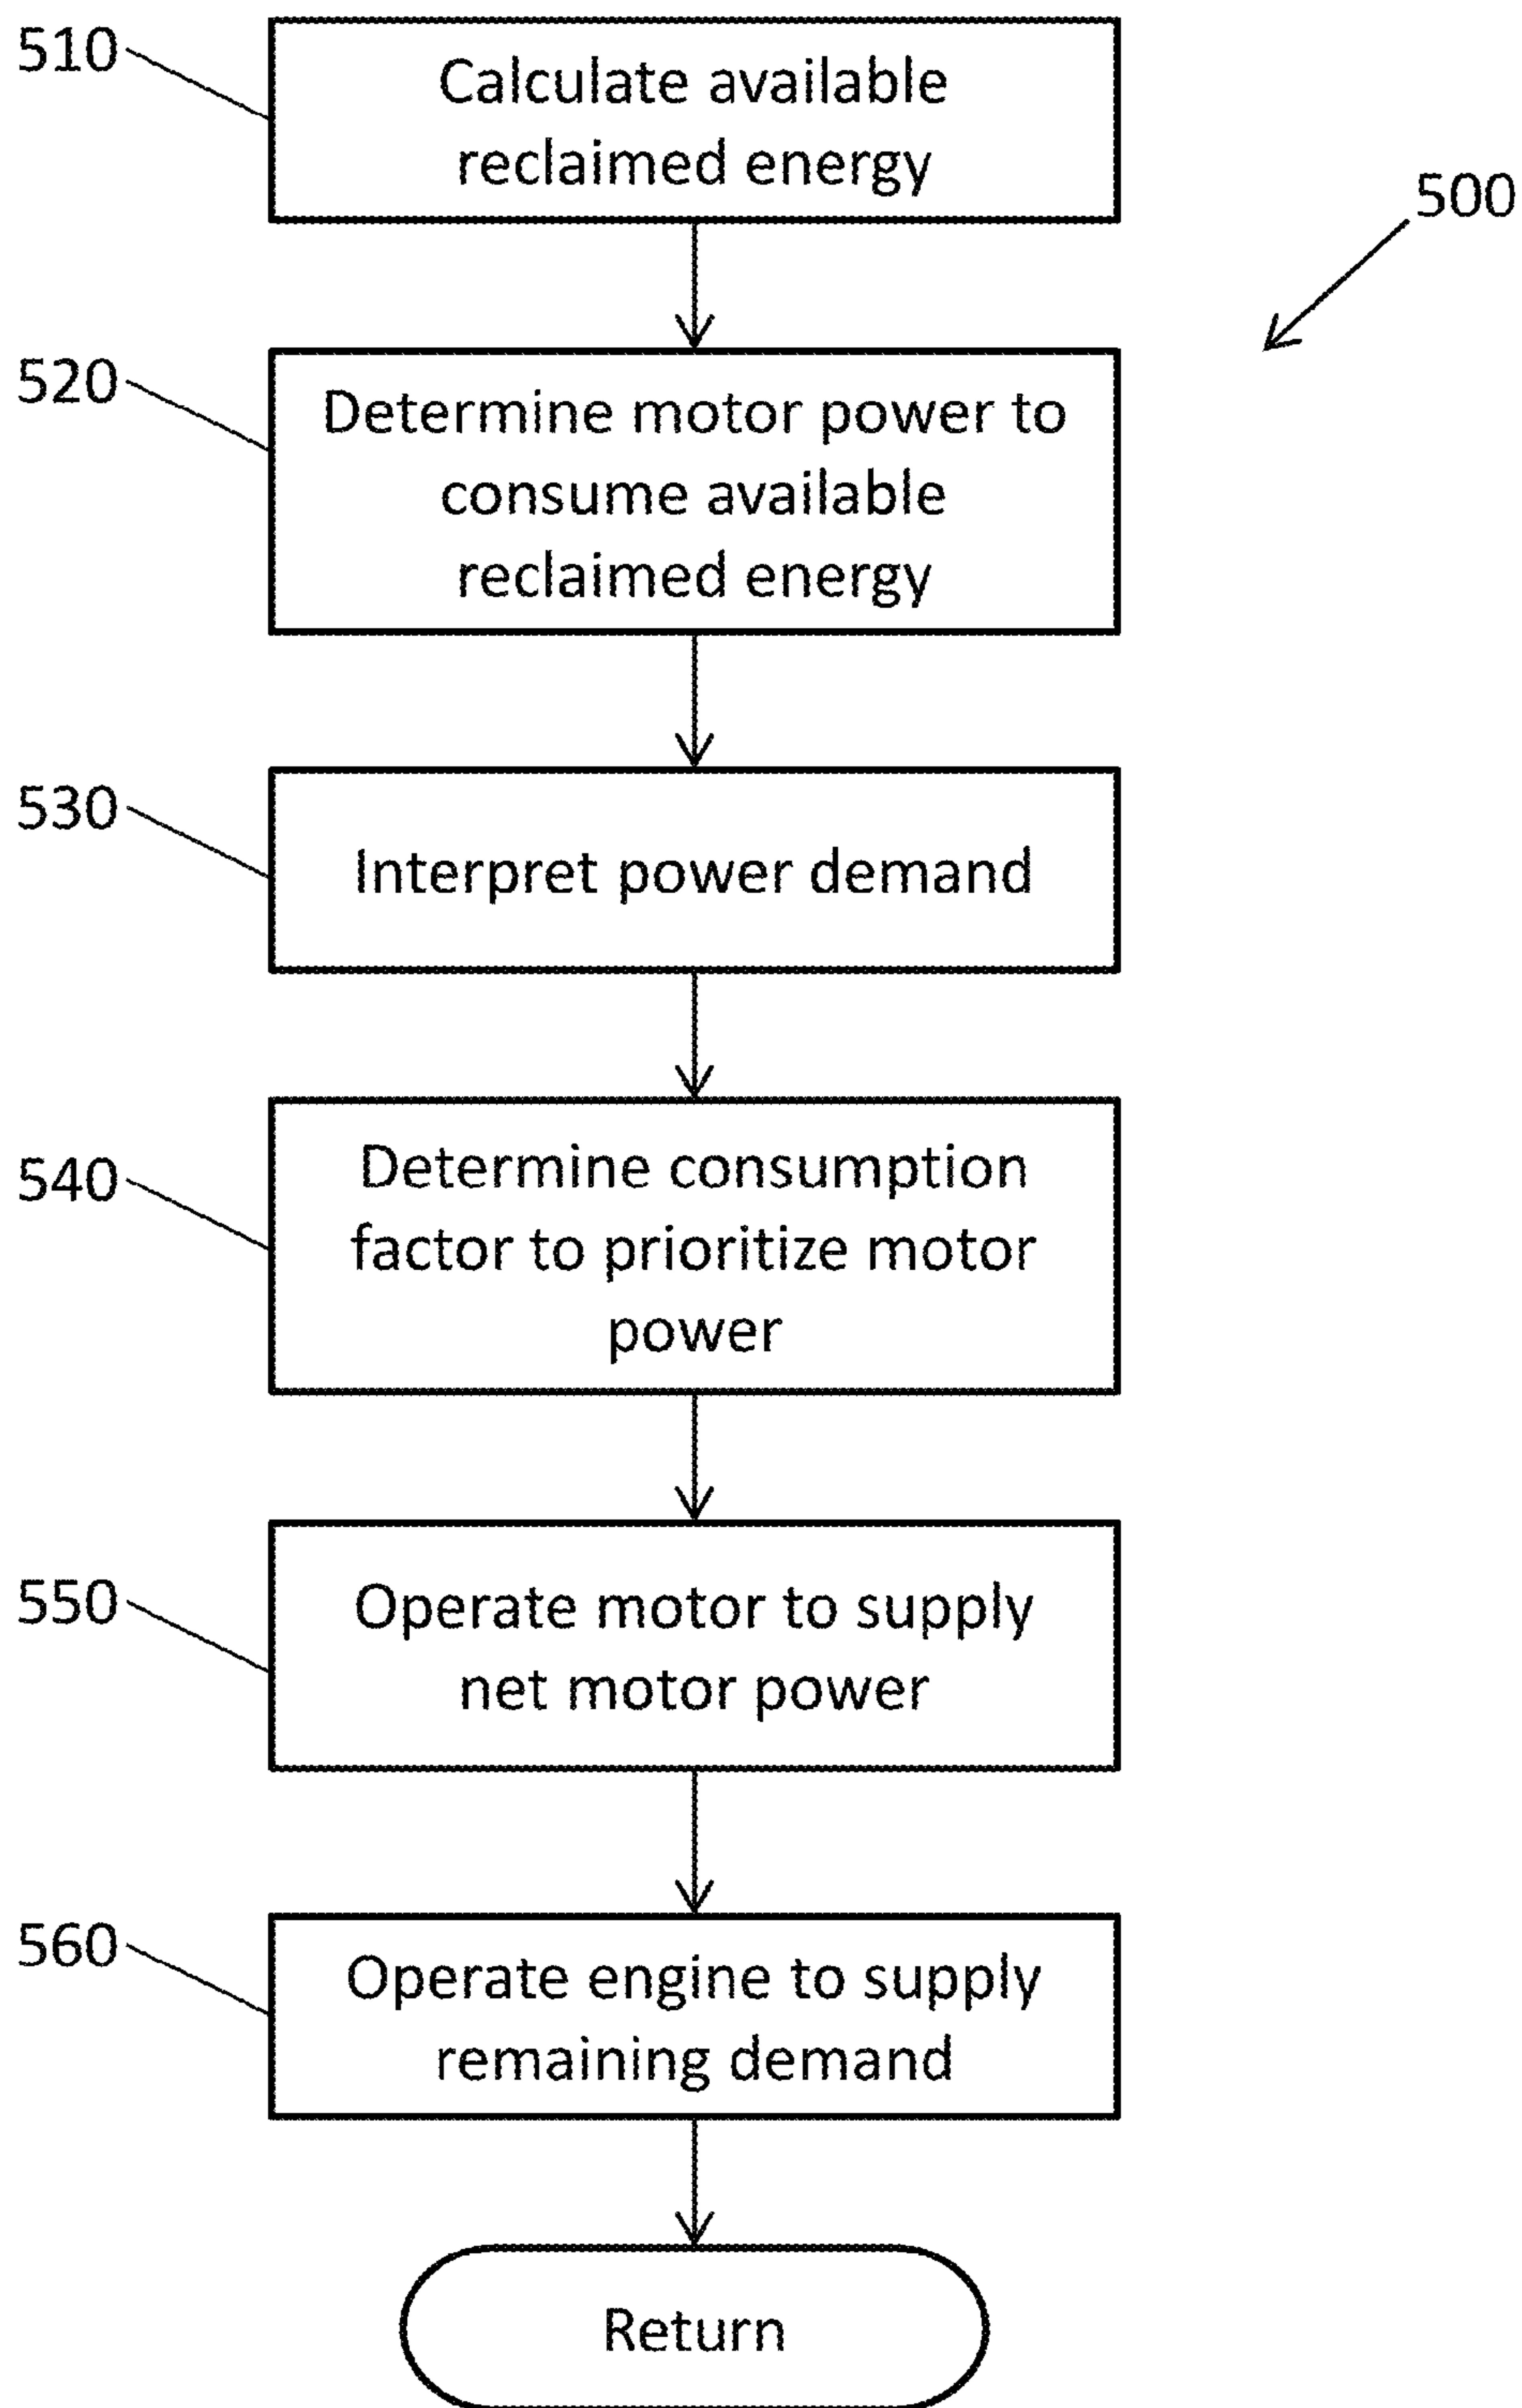 510
Calculate available
reclaimed energy
500
520
Determine motor power to
consume available
reclaimed energy
530
Interpret power demand
540
Determine consumption
factor to prioritize motor
power
550
Operate motor to supply
net motor power
560
Operate engine to supply
remaining demand
Return